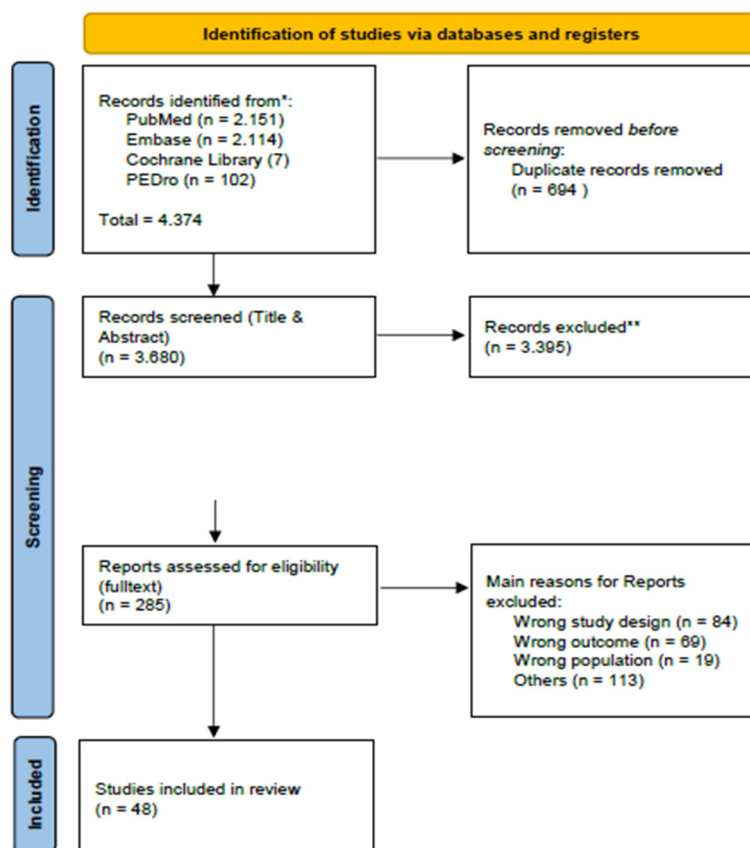 Identification of studies via databases and registers
Identification
Records identified from*:
PubMed (n = 2.151)
Embase (n = 2.114)
Cochrane Library (7)
PEDro (n = 102)
Total = 4.374
Records removed before
screening:
Duplicate records removed
(n = 694 )
Screening
Records screened (Title &
Abstract)
(n = 3.680)
Records excluded**
(n = 3.395)
Reports assessed for eligibility
(fulltext)
(n = 285)
Main reasons for Reports
excluded:
Wrong study design (n = 84)
Wrong outcome (n = 69)
Wrong population (n = 19)
Others (n = 113)
Included
Studies included in review
(n = 48)